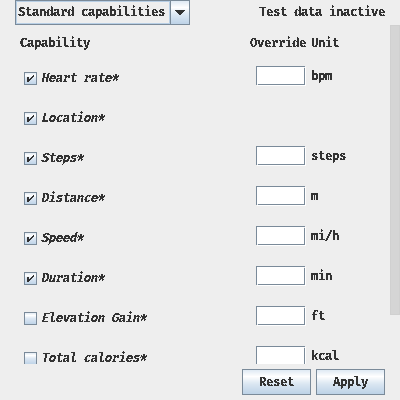 Standard capabilities Test data inactive
Capability Override Unit
Heart rate* bpm
Location*
Steps* steps
Distance* m
Speed* mi/h
Duration* min
Elevation Gain* ft
Total calories* kcal
Reset Apply